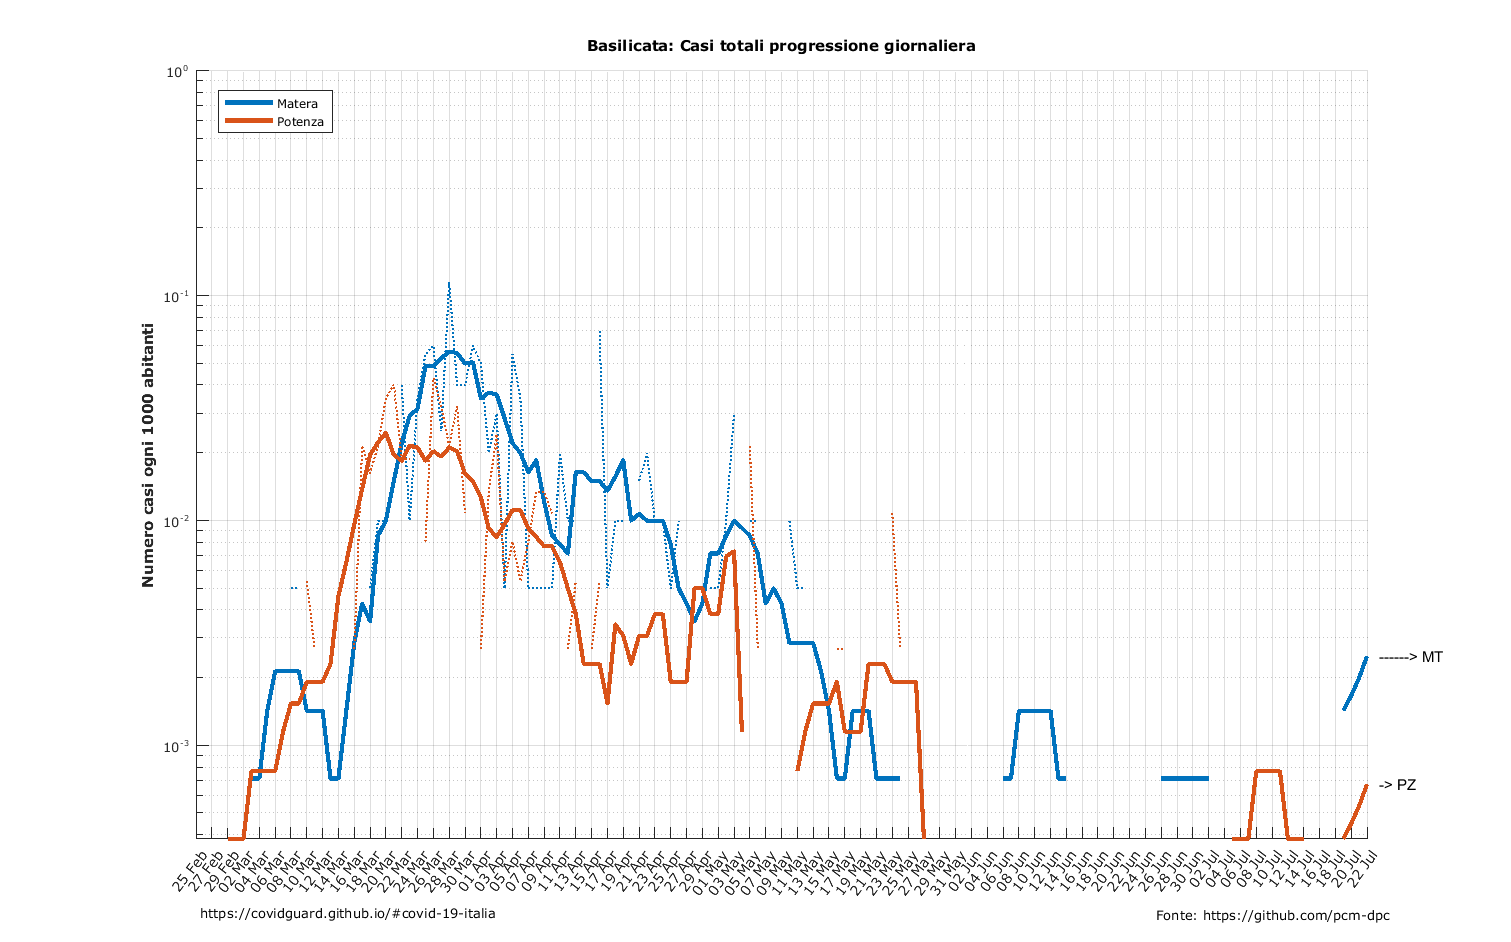 Basilicata: Casi totali progressione giornaliera
10^0
10^-1
10^-2
10^-3
Matera
Potenza
Numero casi ogni 1000 abitanti
------> MT
-> PZ
25 Feb
27 Feb
29 Feb
02 Mar
04 Mar
06 Mar
08 Mar
10 Mar
12 Mar
14 Mar
16 Mar
18 Mar
20 Mar
22 Mar
24 Mar
26 Mar
28 Mar
30 Mar
01 Apr
03 Apr
05 Apr
07 Apr
09 Apr
11 Apr
13 Apr
15 Apr
17 Apr
19 Apr
21 Apr
23 Apr
25 Apr
27 Apr
29 Apr
01 May
03 May
05 May
07 May
09 May
11 May
13 May
15 May
17 May
19 May
21 May
23 May
25 May
27 May
29 May
31 May
02 Jun
04 Jun
06 Jun
08 Jun
10 Jun
12 Jun
14 Jun
16 Jun
18 Jun
20 Jun
22 Jun
24 Jun
26 Jun
28 Jun
30 Jun
02 Jul
04 Jul
06 Jul
08 Jul
10 Jul
12 Jul
14 Jul
16 Jul
18 Jul
20 Jul
22 Jul
https://covidguard.github.io/#covid-19-italia
Fonte: https://github.com/pcm-dpc